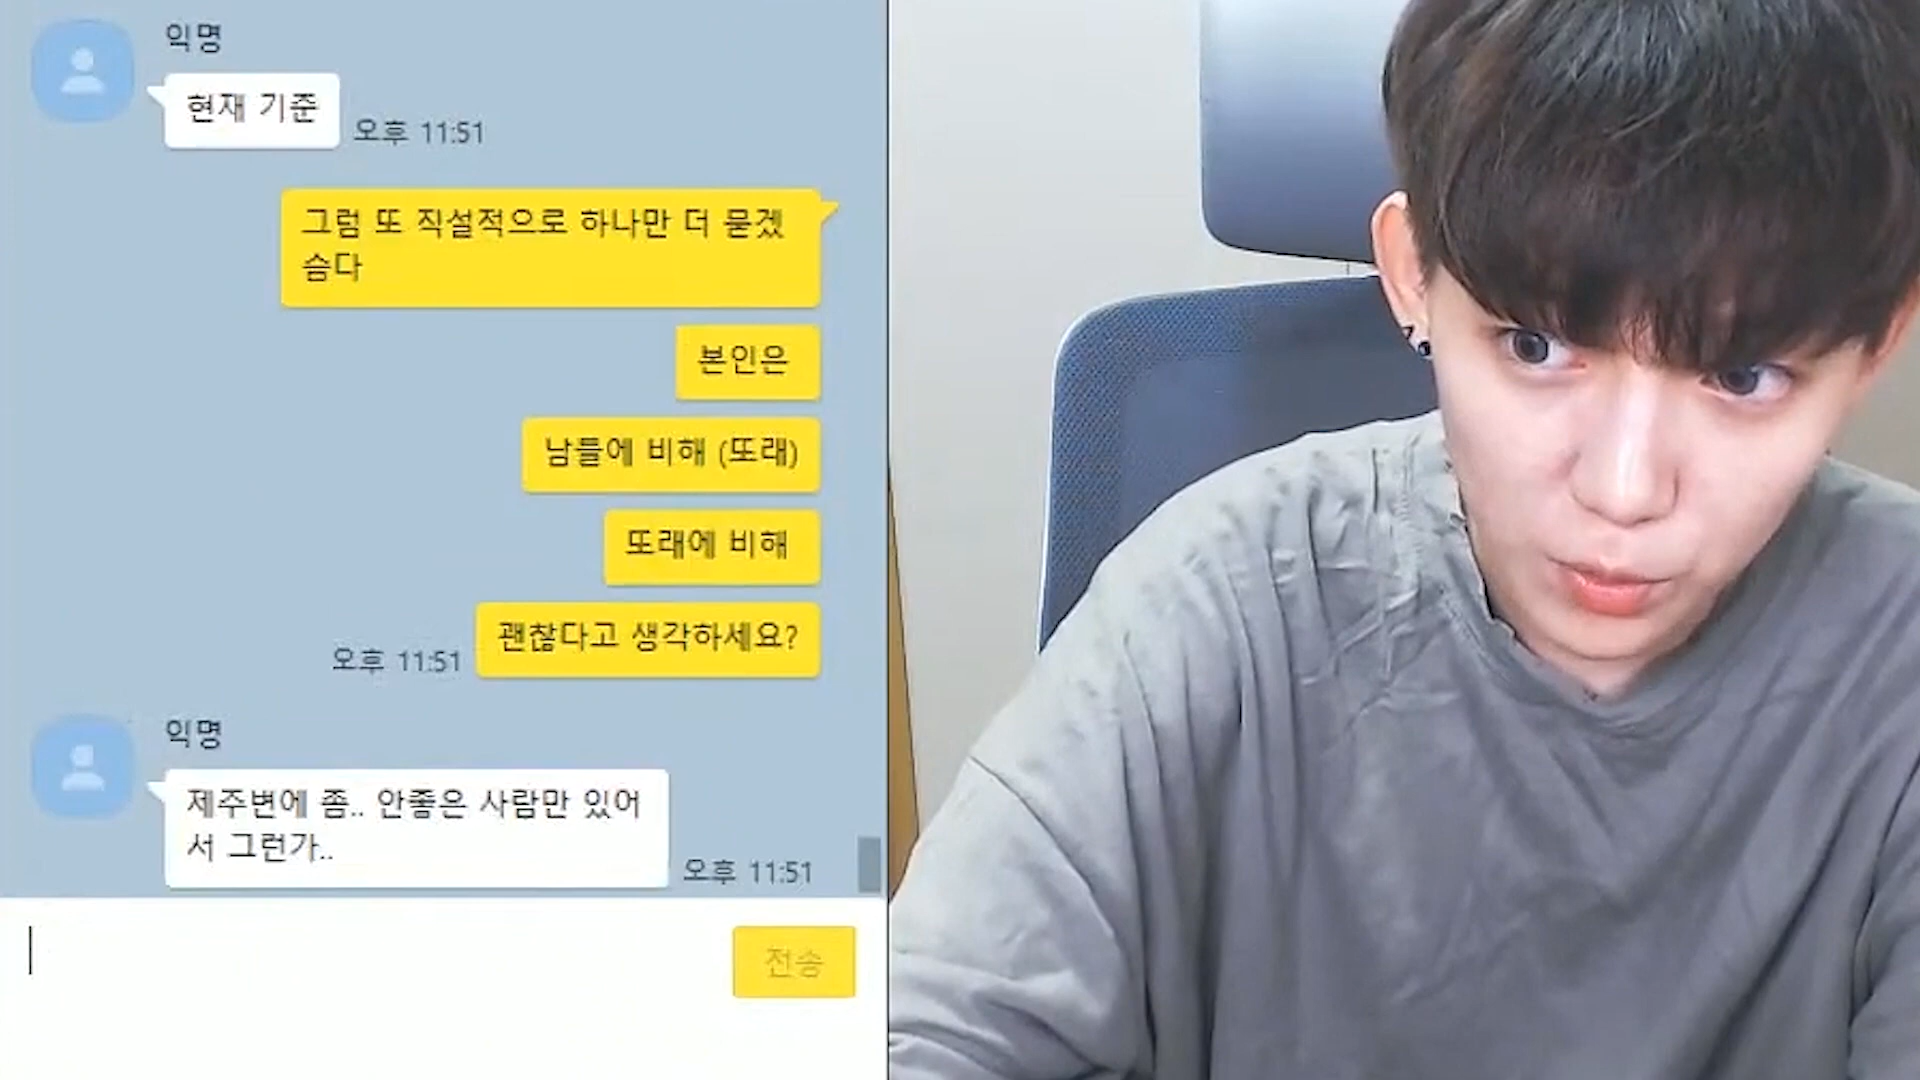 익명
현재 기준
오후 11:51
그럼 또 직설적으로 하나만 더 묻겠
슴다
본인은
남들에 비해 (또래)
또래에 비해
괜찮다고 생각하세요?
오후 11:51
익명
제주변에 좀.. 안좋은 사람만 있어
서 그런가..
오후 11:51
전송